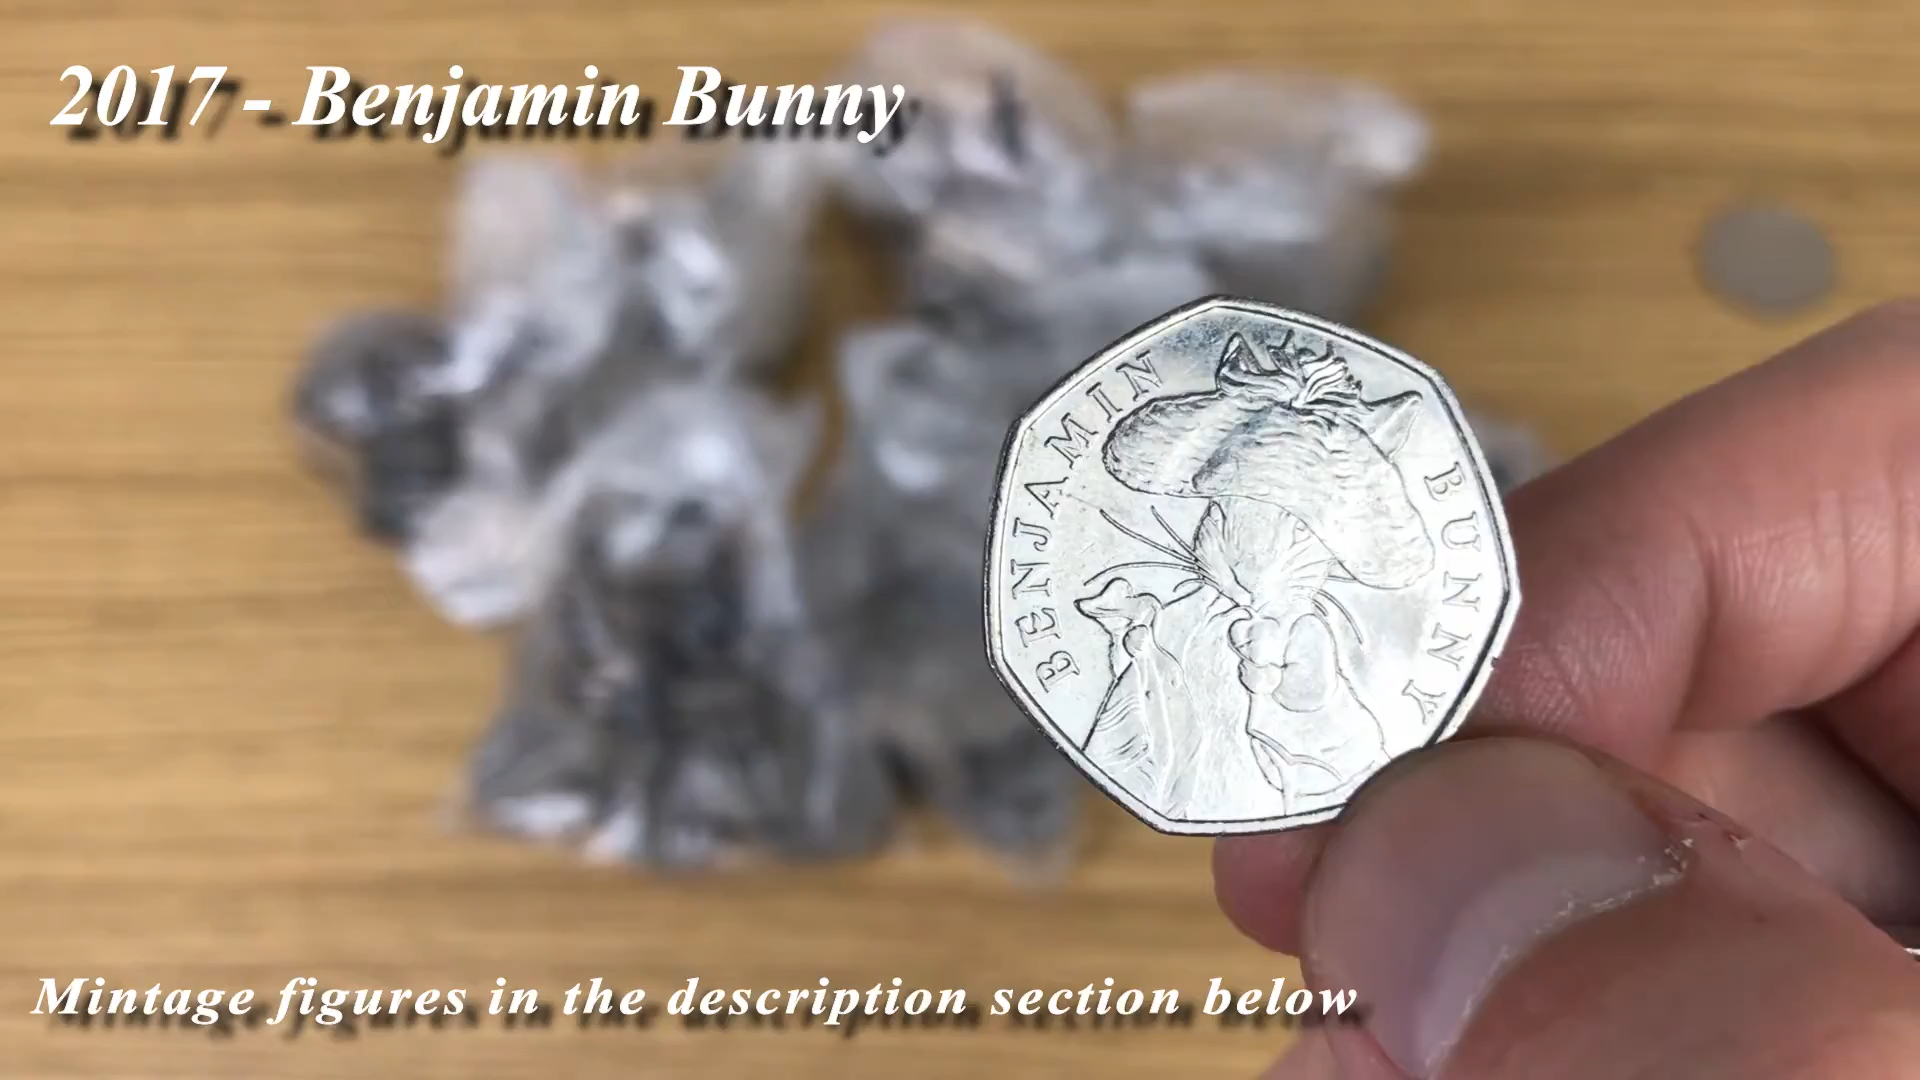 2017 - Benjamin Bunny
BENJAMIN BUNNY
Mintage figures in the description section below